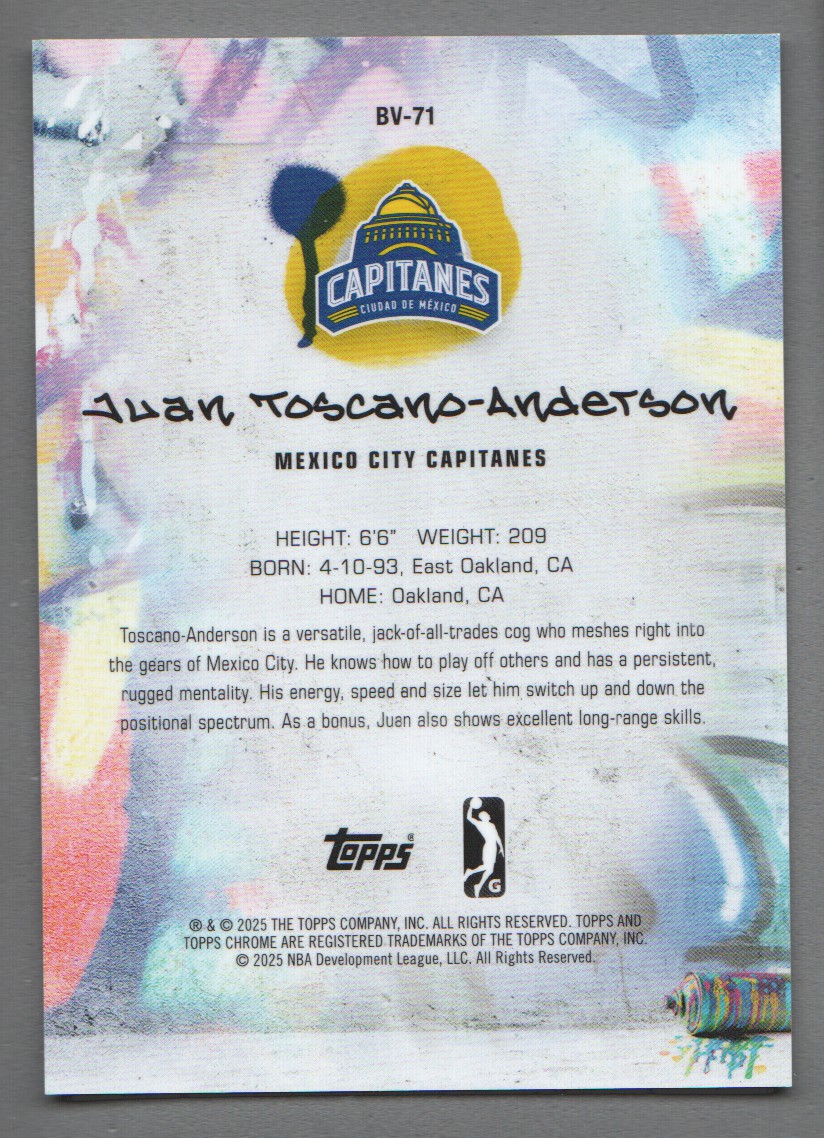 BV-71
CAPITANES
CIUDAD DE MÉXICO
Juan Toscano-Anderson
MEXICO CITY CAPITANES
HEIGHT: 6'6" WEIGHT: 209
BORN: 4-10-93, East Oakland, CA
HOME: Oakland, CA
Toscano-Anderson is a versatile, jack-of-all-trades cog who meshes right into
the gears of Mexico City. He knows how to play off others and has a persistent,
rugged mentality. His energy, speed and size let him switch up and down the
positional spectrum. As a bonus, Juan also shows excellent long-range skills.
Topps®
G
® & © 2025 THE TOPPS COMPANY, INC. ALL RIGHTS RESERVED. TOPPS AND
TOPPS CHROME ARE REGISTERED TRADEMARKS OF THE TOPPS COMPANY, INC.
© 2025 NBA Development League, LLC. All Rights Reserved.